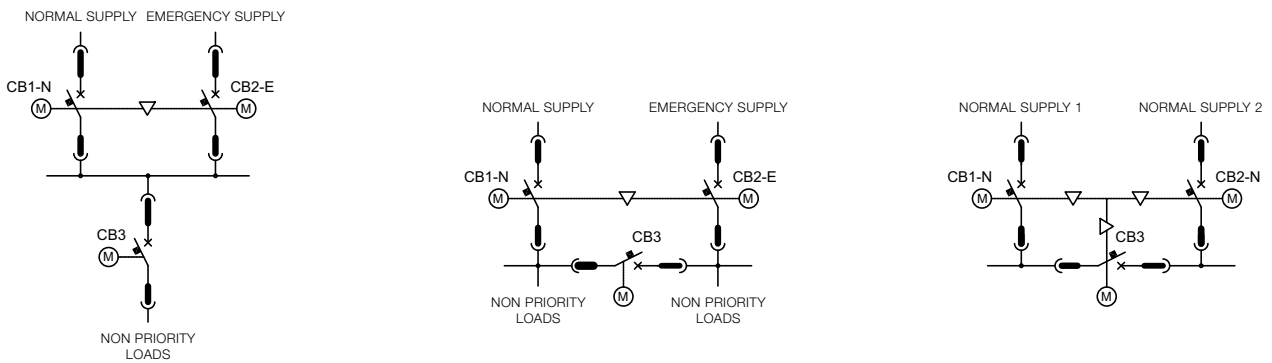 NORMAL SUPPLY EMERGENCY SUPPLY
CB1-N CB2-E
M M
CB3
M
NON PRIORITY
LOADS
NORMAL SUPPLY EMERGENCY SUPPLY
CB1-N CB2-E
M M
CB3
M
NON PRIORITY NON PRIORITY
LOADS LOADS
NORMAL SUPPLY 1 NORMAL SUPPLY 2
CB1-N CB2-N
M M
CB3
M